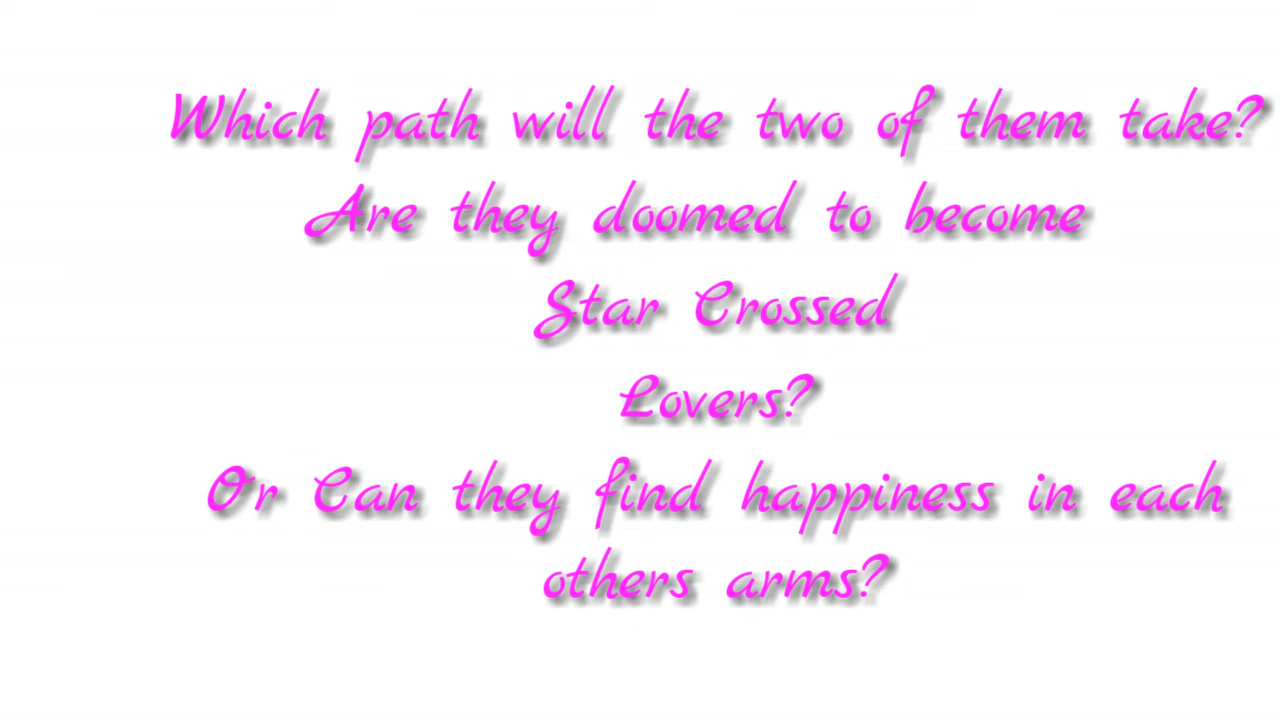 Which path will the two of them take?
Are they doomed to become
Star Crossed
Lovers?
Or Can they find happiness in each
others arms?